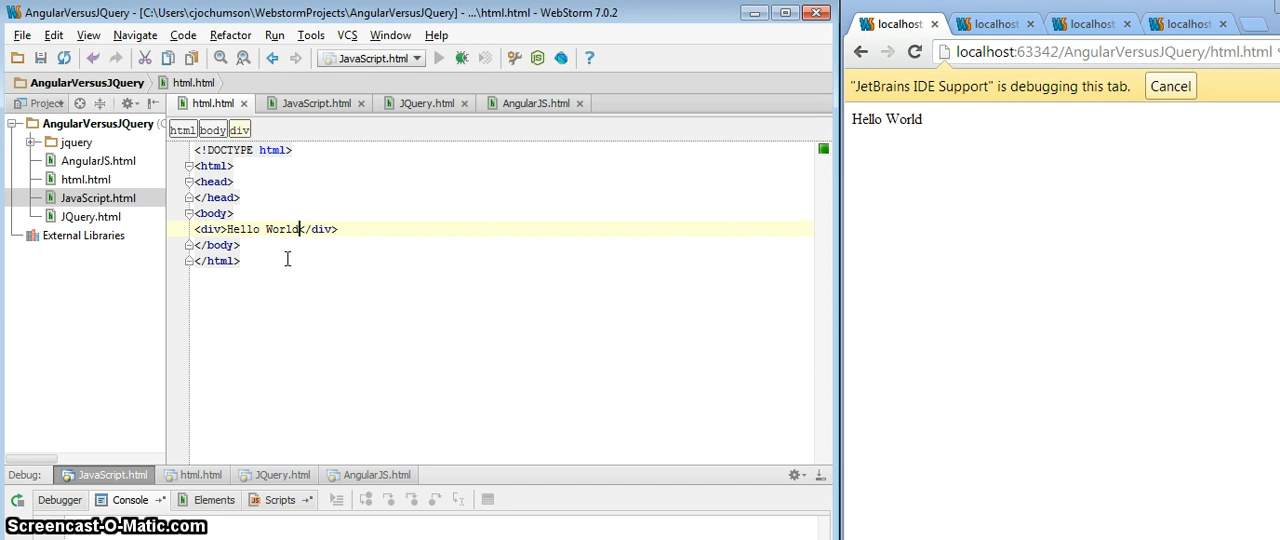 AngularVersusJQuery - [C:\Users\cjochumson\WebstormProjects\AngularVersusJQuery] - ...\html.html - WebStorm 7.0.2
File Edit View Navigate Code Refactor Run Tools VCS Window Help
JavaScript.html
AngularVersusJQuery html.html
Project
html.html JavaScript.html JQuery.html AngularJS.html
html body div
AngularVersusJQuery
jquery
AngularJS.html
html.html
JavaScript.html
JQuery.html
External Libraries
<!DOCTYPE html>
<html>
<head>
</head>
<body>
<div>Hello World</div>
</body>
</html>
Debug: JavaScript.html html.html JQuery.html AngularJS.html
Debugger Console Elements Scripts
Screencast-O-Matic.com
localhost localhost localhost localhost
localhost:63342/AngularVersusJQuery/html.html
"JetBrains IDE Support" is debugging this tab. Cancel
Hello World